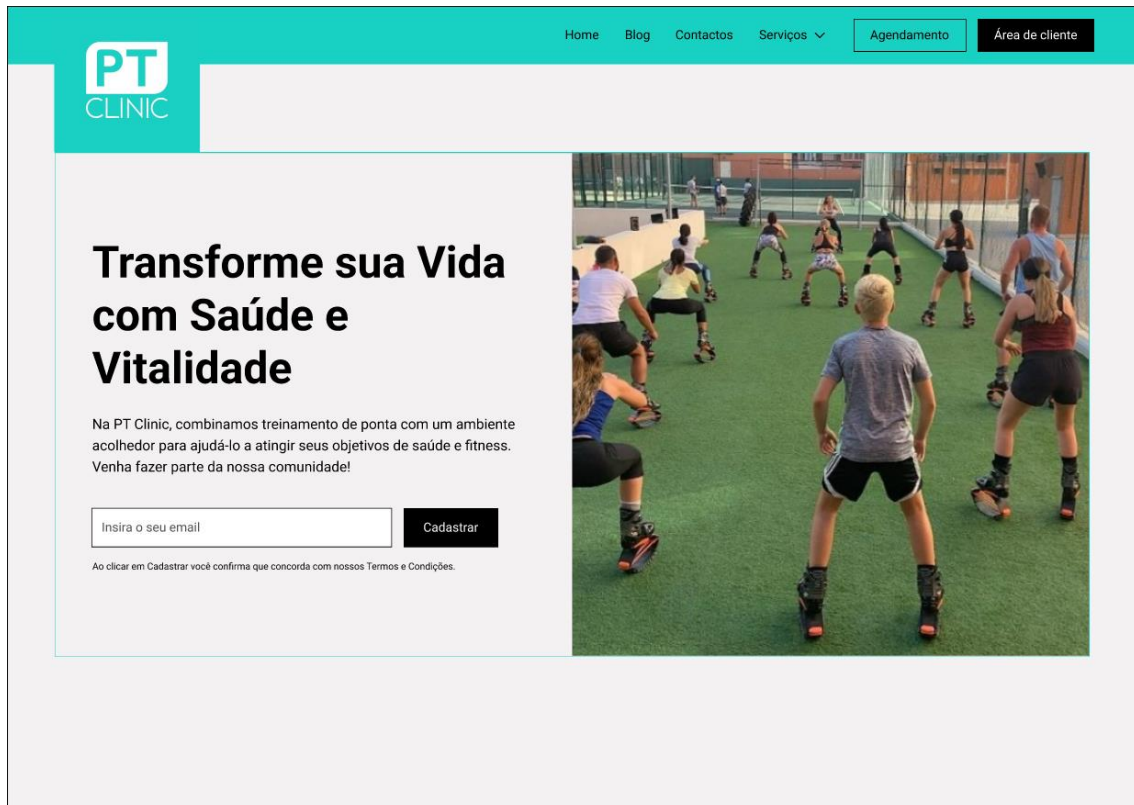 Home Blog Contactos Serviços Agendamento Área de cliente
PT
CLINIC
Transforme sua Vida
com Saúde e
Vitalidade
Na PT Clinic, combinamos treinamento de ponta com um ambiente
acolhedor para ajudá-lo a atingir seus objetivos de saúde e fitness.
Venha fazer parte da nossa comunidade!
Insira o seu email Cadastrar
Ao clicar em Cadastrar você confirma que concorda com nossos Termos e Condições.